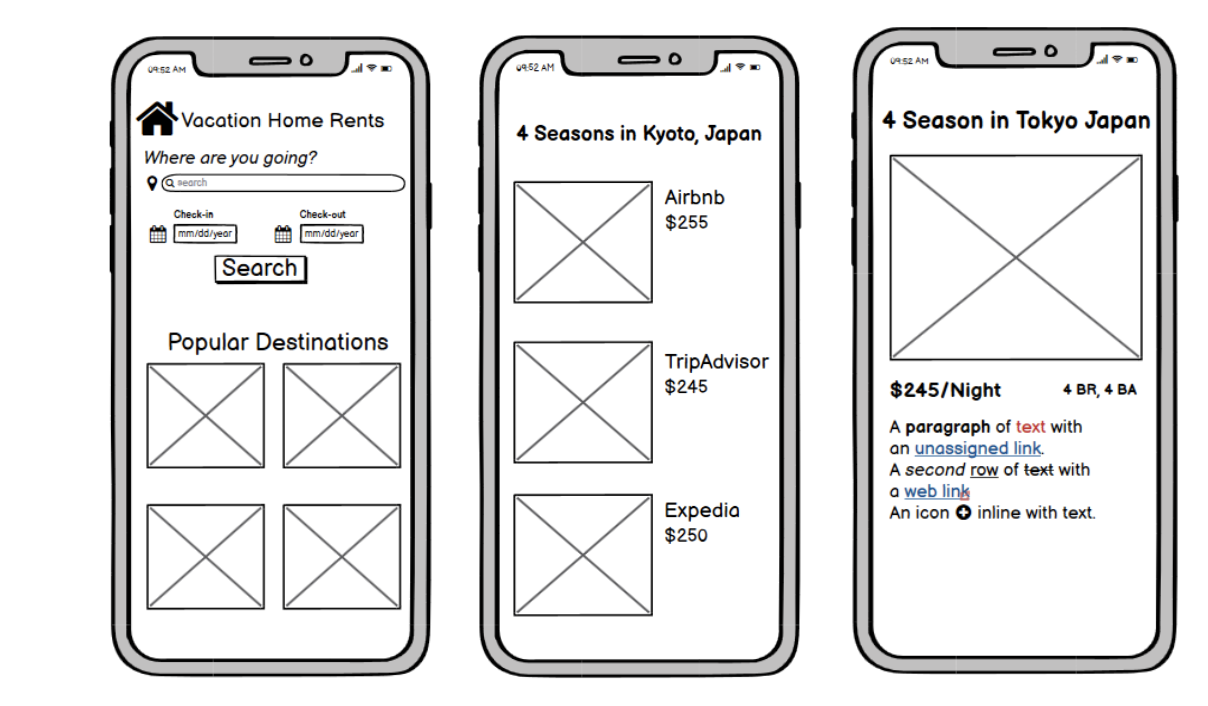 09:52 AM
Vacation Home Rents
Where are you going?
search
Check-in
Check-out
mm/dd/year
mm/dd/year
Search
Popular Destinations
09:52 AM
4 Seasons in Kyoto, Japan
Airbnb
$255
TripAdvisor
$245
Expedia
$250
09:52 AM
4 Season in Tokyo Japan
$245/Night
4 BR, 4 BA
A paragraph of text with
an unassigned link.
A second row of text with
a web link
An icon inline with text.